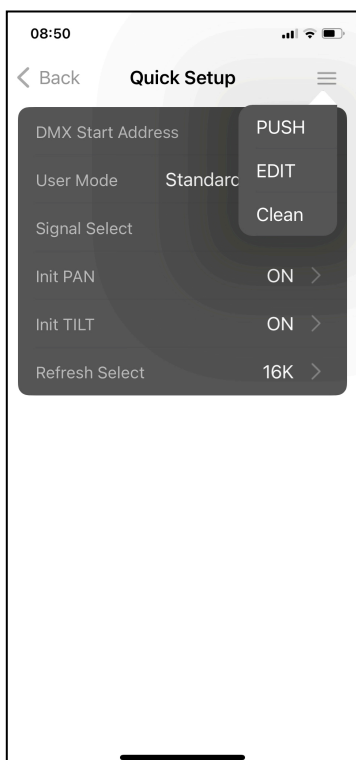 08:50
Back Quick Setup
DMX Start Address
User Mode Standard
Signal Select
Init PAN ON
Init TILT ON
Refresh Select 16K
PUSH
EDIT
Clean